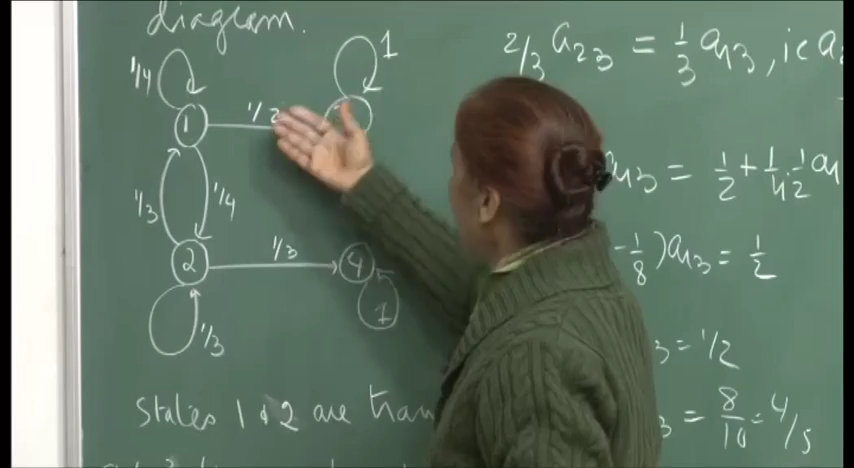 diagram.
1/4
1
1
1/2
1/3
1/4
2
1/3
4
1
1/3
States 1 & 2 are tran
2/3 a23 = 1/3 a13, ie a
a13 = 1/2 + 1/4 . 1/2 a1
- 1/8 ) a13 = 1/2
3 = 1/2
3 = 8/10 = 4/5